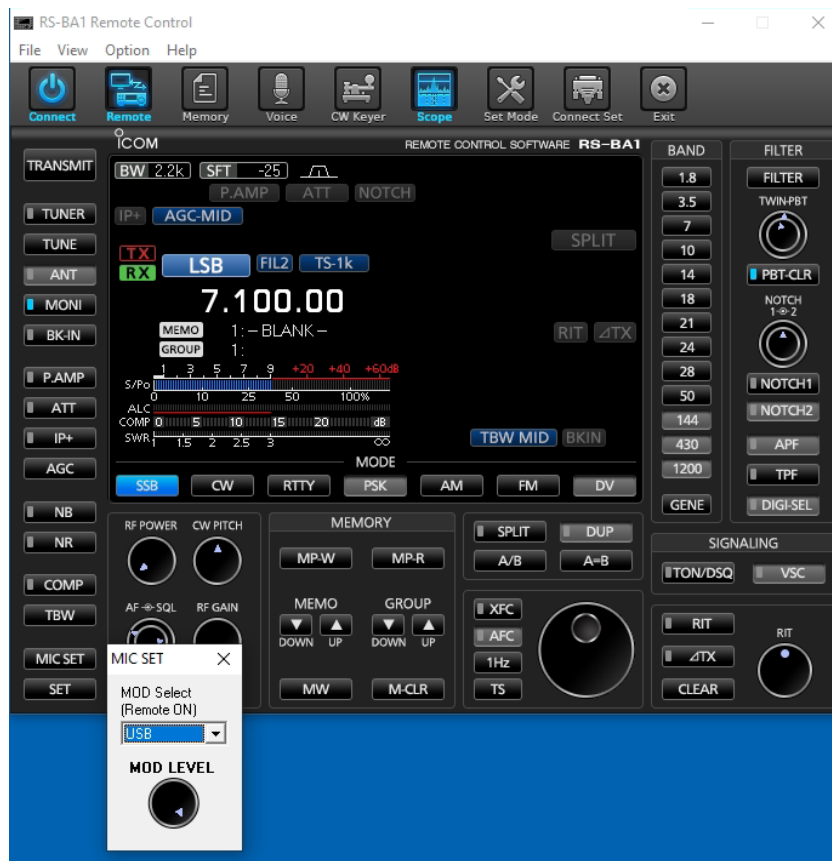 RS-BA1 Remote Control
File View Option Help
Connect Remote Memory Voice CW Keyer Scope Set Mode Connect Set Exit
ICOM REMOTE CONTROL SOFTWARE RS-BA1
TRANSMIT
TUNER
TUNE
ANT
MONI
BK-IN
P.AMP
ATT
IP+
AGC
NB
NR
COMP
TBW
MIC SET
SET
BW 2.2k SFT -25
P.AMP ATT NOTCH
IP+ AGC-MID
SPLIT
TX
RX LSB FIL2 TS-1k
7.100.00
MEMO 1: – BLANK –
GROUP 1:
RIT ⊿TX
1 3 5 7 9 +20 +40 +60dB
S/Po
0 10 25 50 100%
ALC
COMP 0 5 10 15 20 dB
SWR 1 1.5 2 2.5 3 ∞
TBW MID BKIN
MODE
SSB CW RTTY PSK AM FM DV
BAND
1.8
3.5
7
10
14
18
21
24
28
50
144
430
1200
GENE
FILTER
FILTER
TWIN-PBT
PBT-CLR
NOTCH
1-◎-2
NOTCH1
NOTCH2
APF
TPF
DIGI-SEL
RF POWER CW PITCH
AF-◎-SQL RF GAIN
MEMORY
MP-W MP-R
MEMO GROUP
DOWN UP DOWN UP
MW M-CLR
SPLIT DUP
A/B A=B
XFC
AFC
1Hz
TS
SIGNALING
TON/DSQ VSC
RIT
⊿TX
CLEAR
RIT
MIC SET
MOD Select
(Remote ON)
USB
MOD LEVEL